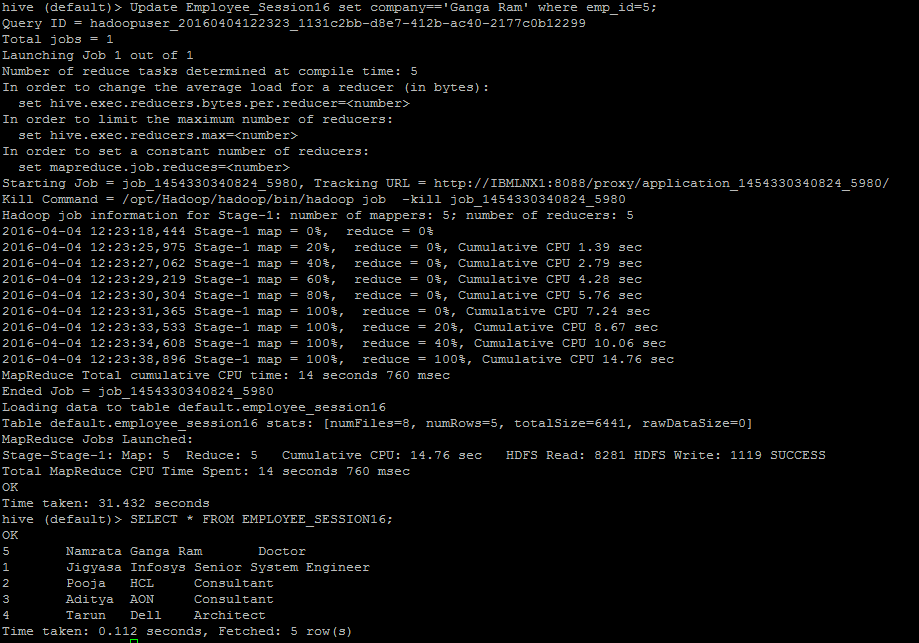 hive (default)> Update Employee_Session16 set company=='Ganga Ram' where emp_id=5;
Query ID = hadoopuser_20160404122323_1131c2bb-d8e7-412b-ac40-2177c0b12299
Total jobs = 1
Launching Job 1 out of 1
Number of reduce tasks determined at compile time: 5
In order to change the average load for a reducer (in bytes):
  set hive.exec.reducers.bytes.per.reducer=<number>
In order to limit the maximum number of reducers:
  set hive.exec.reducers.max=<number>
In order to set a constant number of reducers:
  set mapreduce.job.reduces=<number>
Starting Job = job_1454330340824_5980, Tracking URL = http://IBMLNX1:8088/proxy/application_1454330340824_5980/
Kill Command = /opt/Hadoop/hadoop/bin/hadoop job  -kill job_1454330340824_5980
Hadoop job information for Stage-1: number of mappers: 5; number of reducers: 5
2016-04-04 12:23:18,444 Stage-1 map = 0%,  reduce = 0%
2016-04-04 12:23:25,975 Stage-1 map = 20%,  reduce = 0%, Cumulative CPU 1.39 sec
2016-04-04 12:23:27,062 Stage-1 map = 40%,  reduce = 0%, Cumulative CPU 2.79 sec
2016-04-04 12:23:29,219 Stage-1 map = 60%,  reduce = 0%, Cumulative CPU 4.28 sec
2016-04-04 12:23:30,304 Stage-1 map = 80%,  reduce = 0%, Cumulative CPU 5.76 sec
2016-04-04 12:23:31,365 Stage-1 map = 100%,  reduce = 0%, Cumulative CPU 7.24 sec
2016-04-04 12:23:33,533 Stage-1 map = 100%,  reduce = 20%, Cumulative CPU 8.67 sec
2016-04-04 12:23:34,608 Stage-1 map = 100%,  reduce = 40%, Cumulative CPU 10.06 sec
2016-04-04 12:23:38,896 Stage-1 map = 100%,  reduce = 100%, Cumulative CPU 14.76 sec
MapReduce Total cumulative CPU time: 14 seconds 760 msec
Ended Job = job_1454330340824_5980
Loading data to table default.employee_session16
Table default.employee_session16 stats: [numFiles=8, numRows=5, totalSize=6441, rawDataSize=0]
MapReduce Jobs Launched:
Stage-Stage-1: Map: 5  Reduce: 5   Cumulative CPU: 14.76 sec   HDFS Read: 8281 HDFS Write: 1119 SUCCESS
Total MapReduce CPU Time Spent: 14 seconds 760 msec
OK
Time taken: 31.432 seconds
hive (default)> SELECT * FROM EMPLOYEE_SESSION16;
OK
5       Namrata Ganga Ram       Doctor
1       Jigyasa Infosys Senior System Engineer
2       Pooja   HCL     Consultant
3       Aditya  AON     Consultant
4       Tarun   Dell    Architect
Time taken: 0.112 seconds, Fetched: 5 row(s)